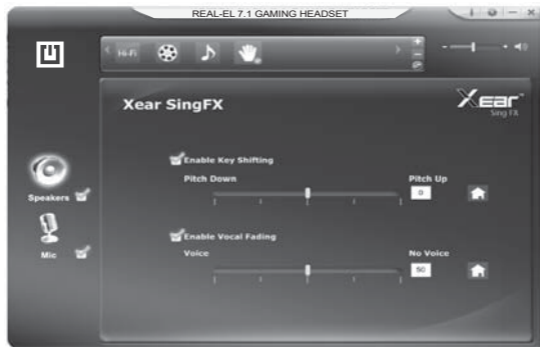 REAL-EL 7.1 GAMING HEADSET
Hi-Fi
Xear SingFX
Xear™
Sing FX
Enable Key Shifting
Pitch Down
Pitch Up
0
Speakers
Enable Vocal Fading
Mic
Voice
No Voice
50